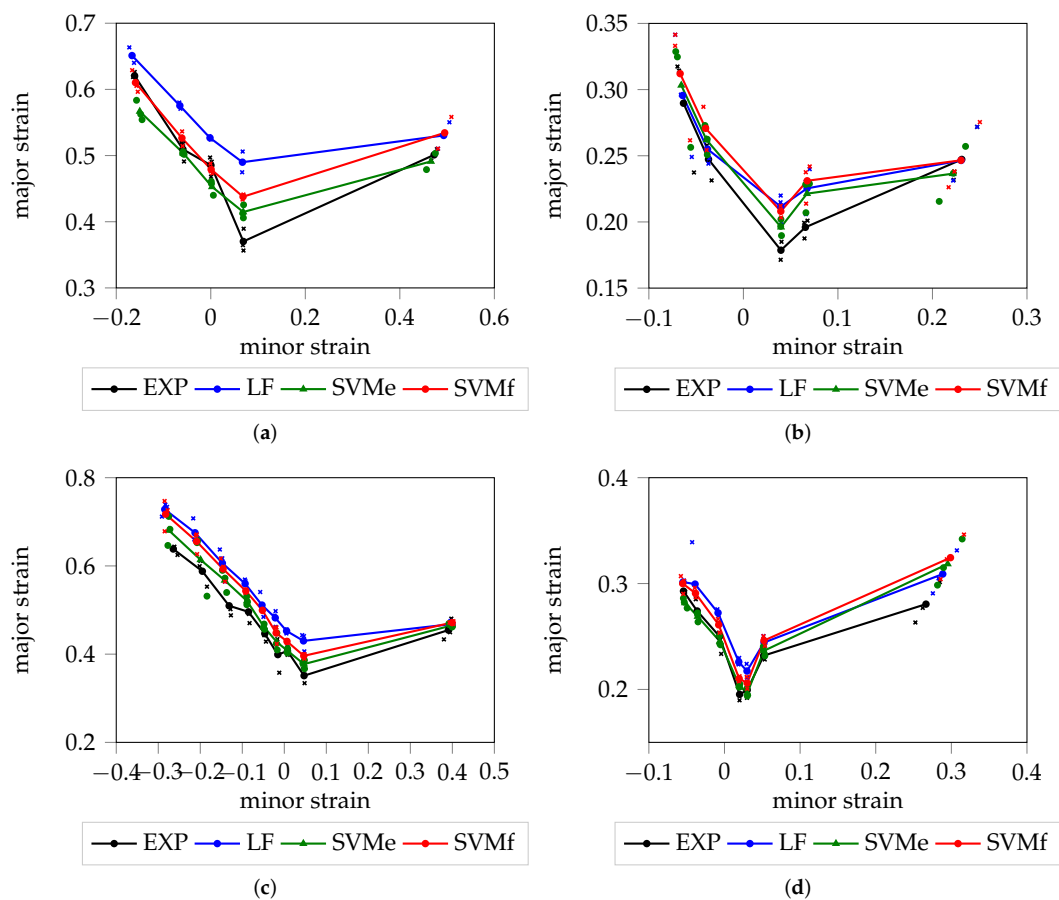 0.7
0.6
0.5
0.4
0.3
major strain
−0.2
0
0.2
0.4
0.6
minor strain
EXP LF SVMe SVMf
(a)
0.35
0.30
0.25
0.20
0.15
major strain
−0.1
0
0.1
0.2
0.3
minor strain
EXP LF SVMe SVMf
(b)
0.8
0.6
0.4
0.2
major strain
−0.4
−0.3
−0.2
−0.1
0
0.1
0.2
0.3
0.4
0.5
minor strain
EXP LF SVMe SVMf
(c)
0.4
0.3
0.2
major strain
−0.1
0
0.1
0.2
0.3
0.4
minor strain
EXP LF SVMe SVMf
(d)